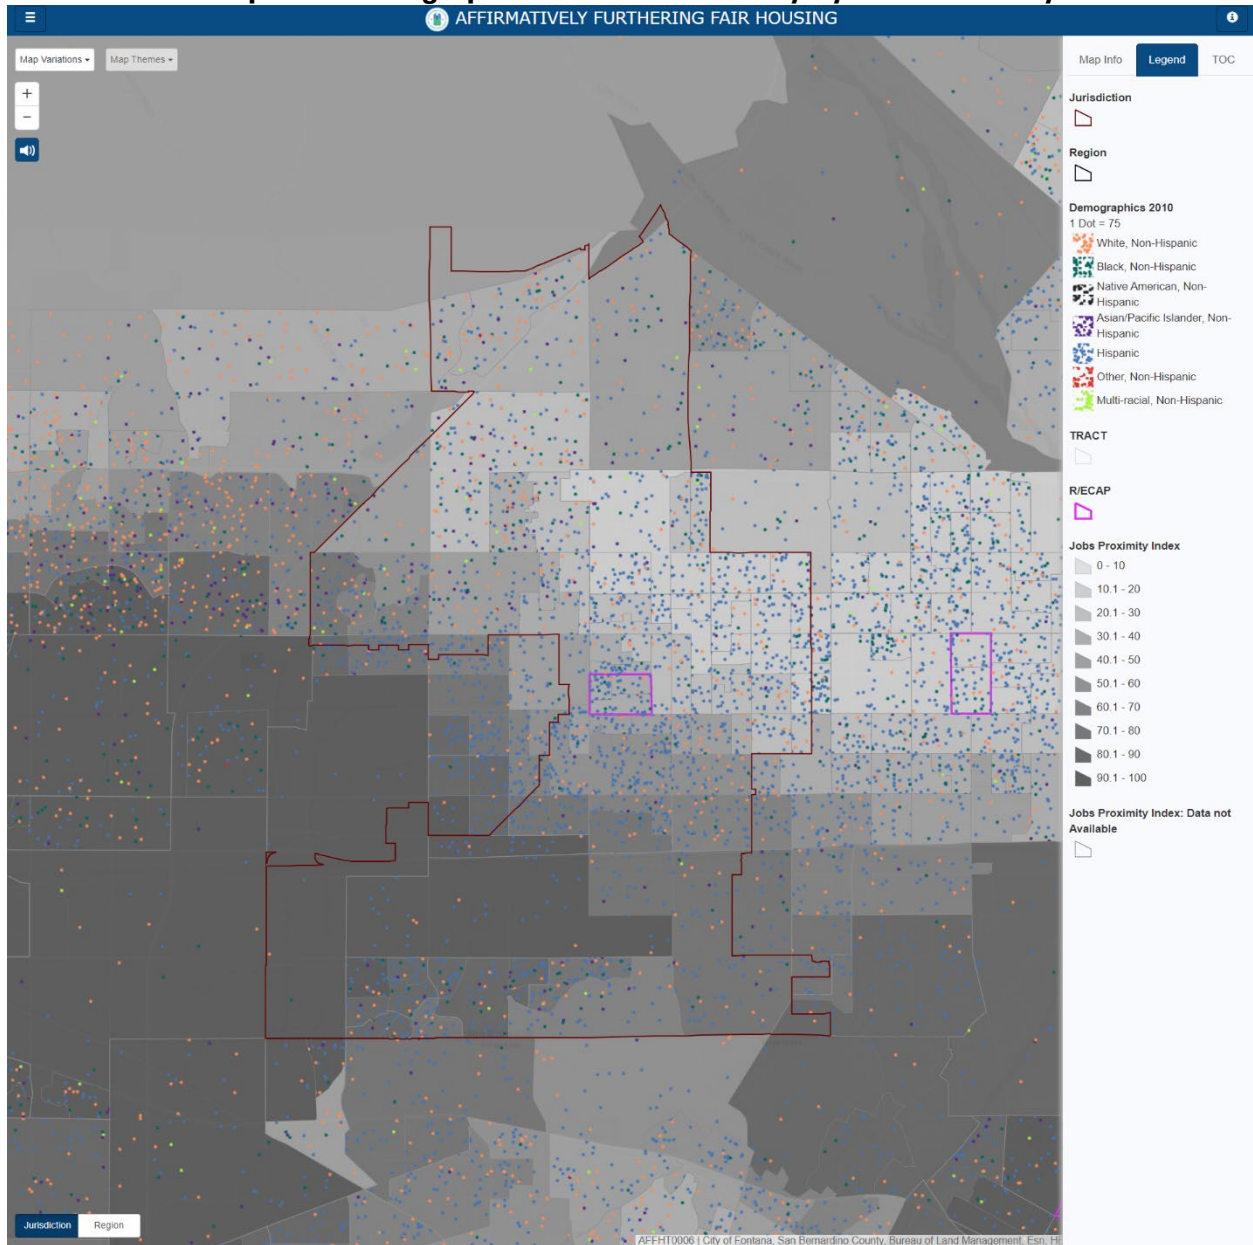 AFFIRMATIVELY FURTHERING FAIR HOUSING
Map Variations
Map Themes
+
−
Map Info
Legend
TOC
Jurisdiction
Region
Demographics 2010
1 Dot = 75
White, Non-Hispanic
Black, Non-Hispanic
Native American, Non-
Hispanic
Asian/Pacific Islander, Non-
Hispanic
Hispanic
Other, Non-Hispanic
Multi-racial, Non-Hispanic
TRACT
R/ECAP
Jobs Proximity Index
0 - 10
10.1 - 20
20.1 - 30
30.1 - 40
40.1 - 50
50.1 - 60
60.1 - 70
70.1 - 80
80.1 - 90
90.1 - 100
Jobs Proximity Index: Data not
Available
Jurisdiction
Region
AFFHT0006 | City of Fontana, San Bernardino County, Bureau of Land Management, Esri, HE